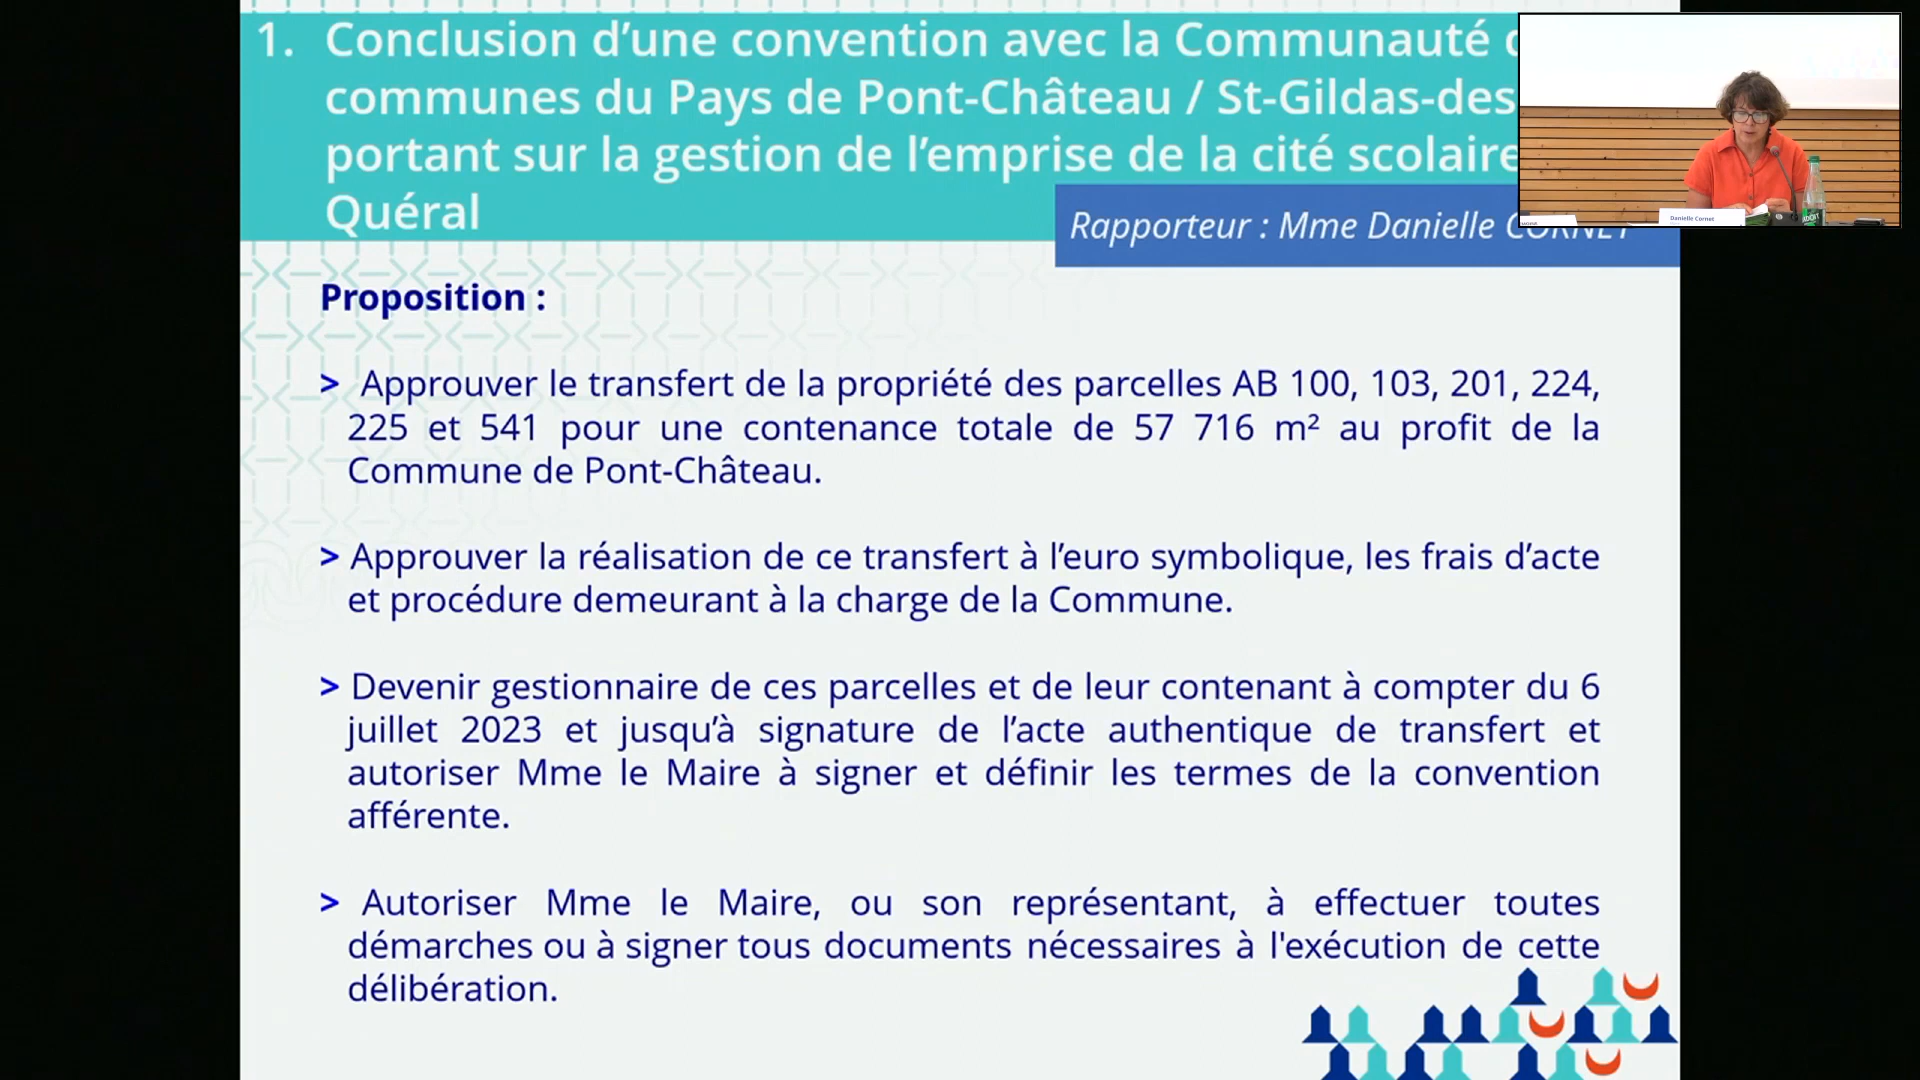 1. Conclusion d’une convention avec la Communauté
communes du Pays de Pont-Château / St-Gildas-des
portant sur la gestion de l’emprise de la cité scolaire
Quéral
Rapporteur : Mme Danielle CORNET
Danielle Cornet
Proposition :
> Approuver le transfert de la propriété des parcelles AB 100, 103, 201, 224,
225 et 541 pour une contenance totale de 57 716 m² au profit de la
Commune de Pont-Château.
> Approuver la réalisation de ce transfert à l’euro symbolique, les frais d’acte
et procédure demeurant à la charge de la Commune.
> Devenir gestionnaire de ces parcelles et de leur contenant à compter du 6
juillet 2023 et jusqu’à signature de l’acte authentique de transfert et
autoriser Mme le Maire à signer et définir les termes de la convention
afférente.
> Autoriser Mme le Maire, ou son représentant, à effectuer toutes
démarches ou à signer tous documents nécessaires à l'exécution de cette
délibération.